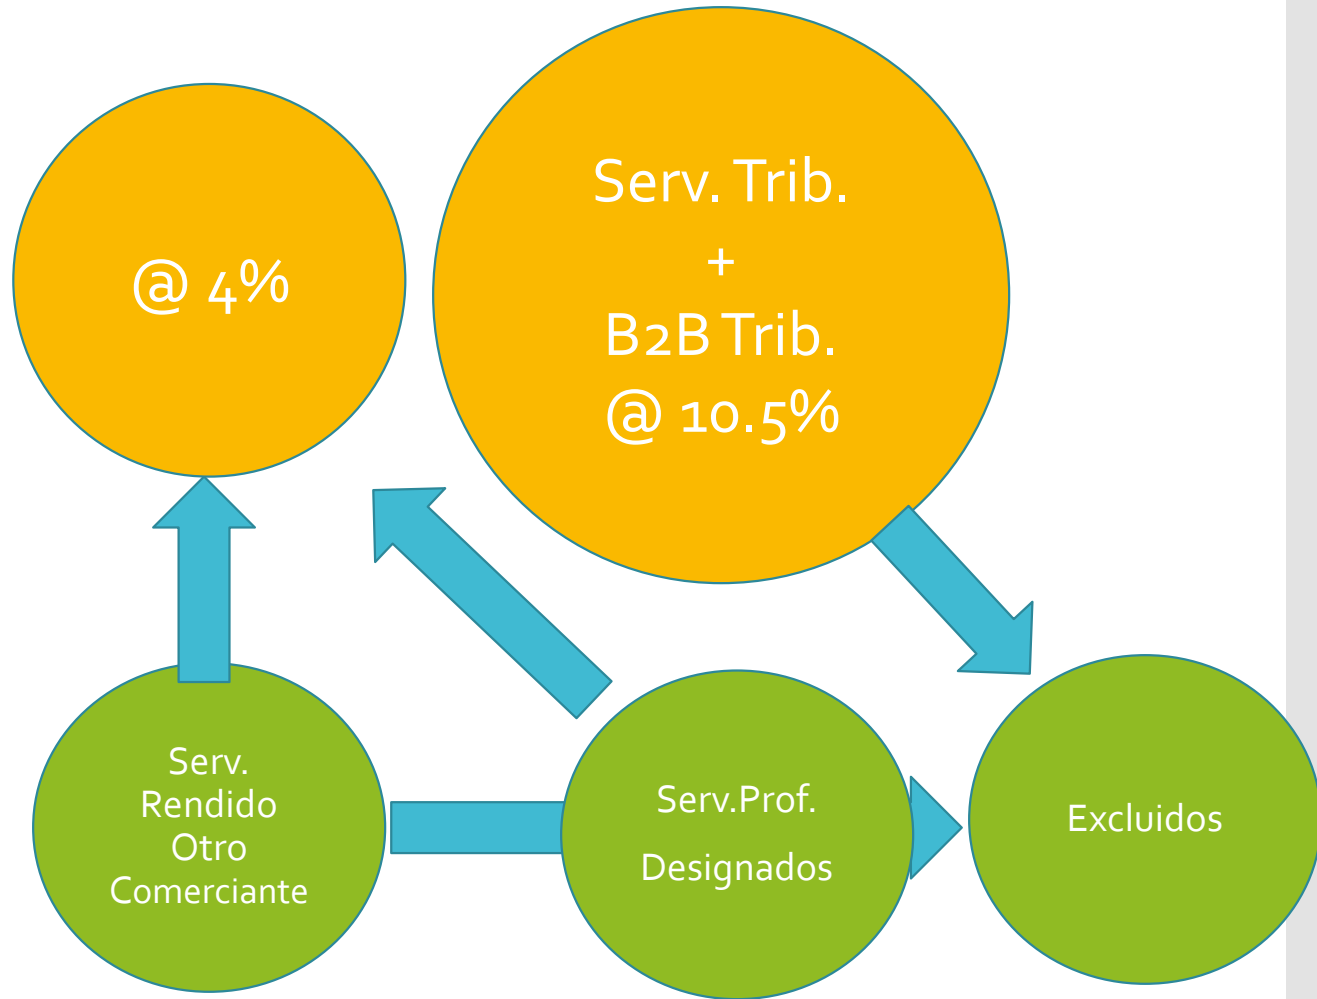 @ 4%
Serv. Trib.
+
B2B Trib.
@ 10.5%
Serv.
Rendido
Otro
Comerciante
Serv.Prof.
Designados
Excluidos